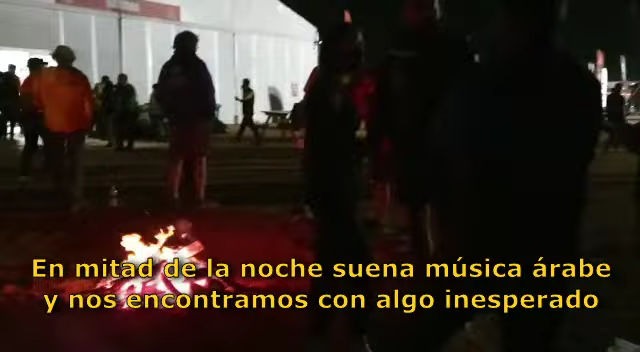 En mitad de la noche suena música árabe
y nos encontramos con algo inesperado